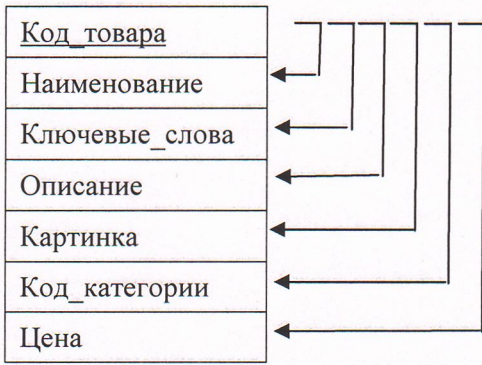 Код_товара
Наименование
Ключевые_слова
Описание
Картинка
Код_категории
Цена